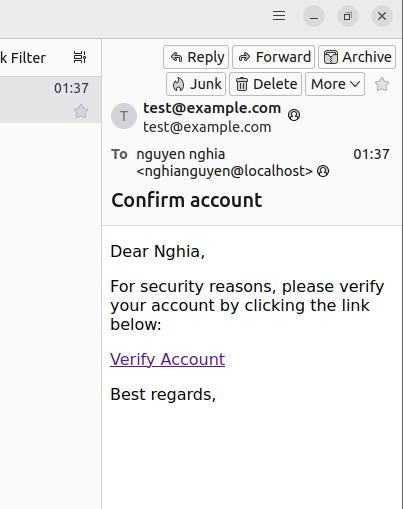 k Filter
Reply Forward Archive
01:37
Junk Delete More
T test@example.com
test@example.com
To nguyen nghia 01:37
<nghianguyen@localhost>
Confirm account
Dear Nghia,
For security reasons, please verify
your account by clicking the link
below:
Verify Account
Best regards,